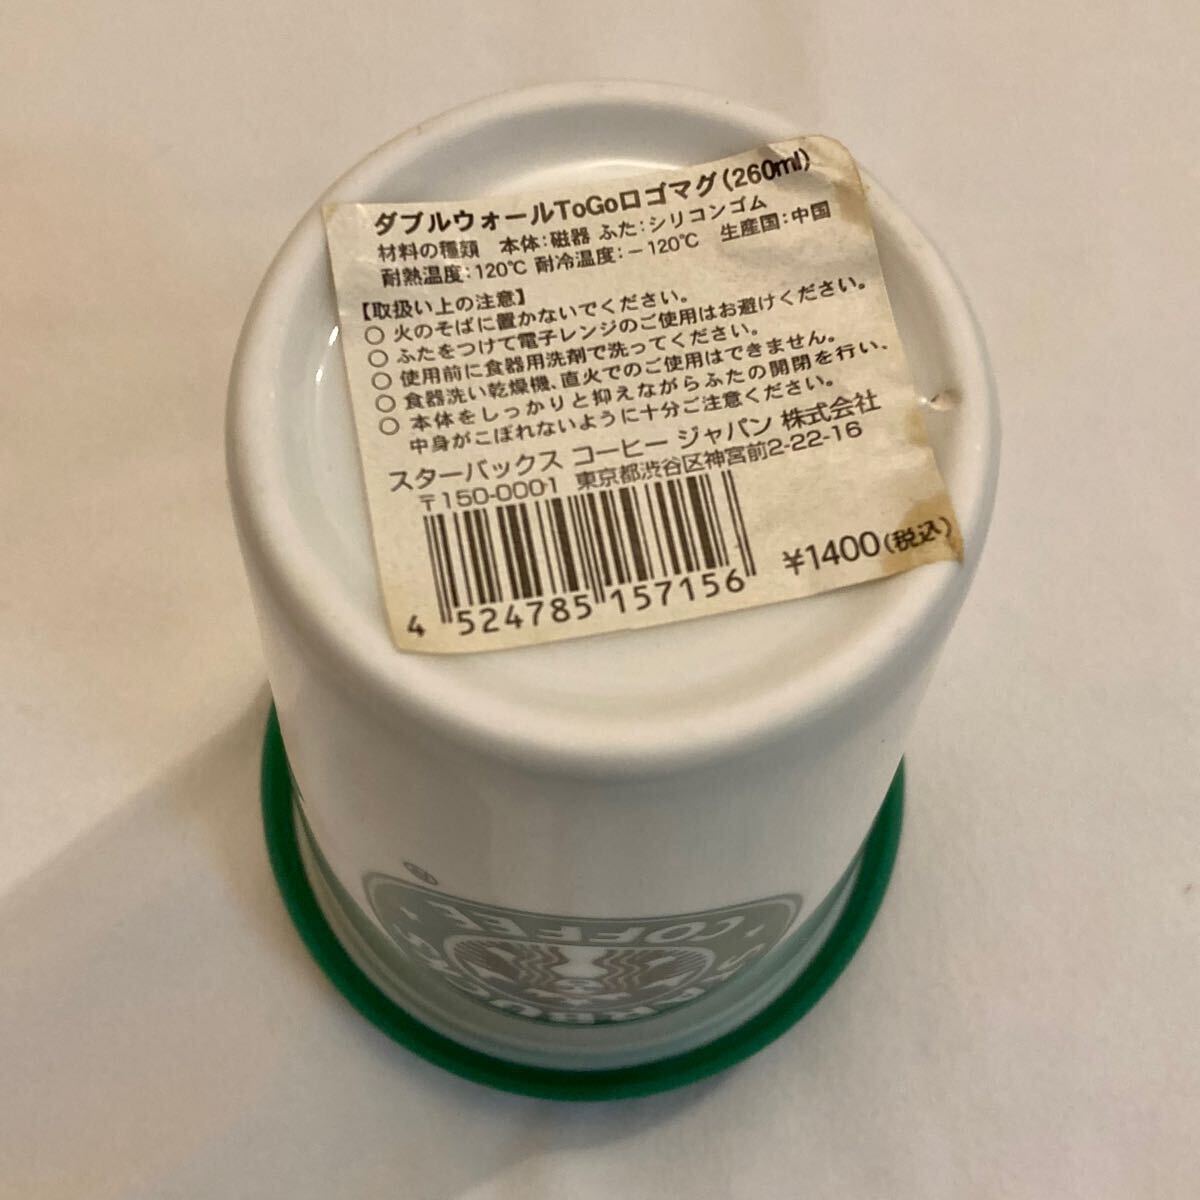 ダブルウォールToGoロゴマグ(260ml)
材料の種類 本体:磁器 ふた:シリコンゴム
耐熱温度:120℃ 耐冷温度:－120℃ 生産国:中国
【取扱い上の注意】
○ 火のそばに置かないでください。
○ ふたをつけて電子レンジのご使用はお避けください。
○ 使用前に食器用洗剤で洗ってください。
○ 食器洗い乾燥機、直火でのご使用はできません。
○ 本体をしっかりと抑えながらふたの開閉を行い、
中身がこぼれないように十分ご注意ください。
スターバックス コーヒー ジャパン 株式会社
〒150-0001 東京都渋谷区神宮前2-22-16
¥1400(税込)
4 524785 157156
STARBUCKS
COFFEE
®